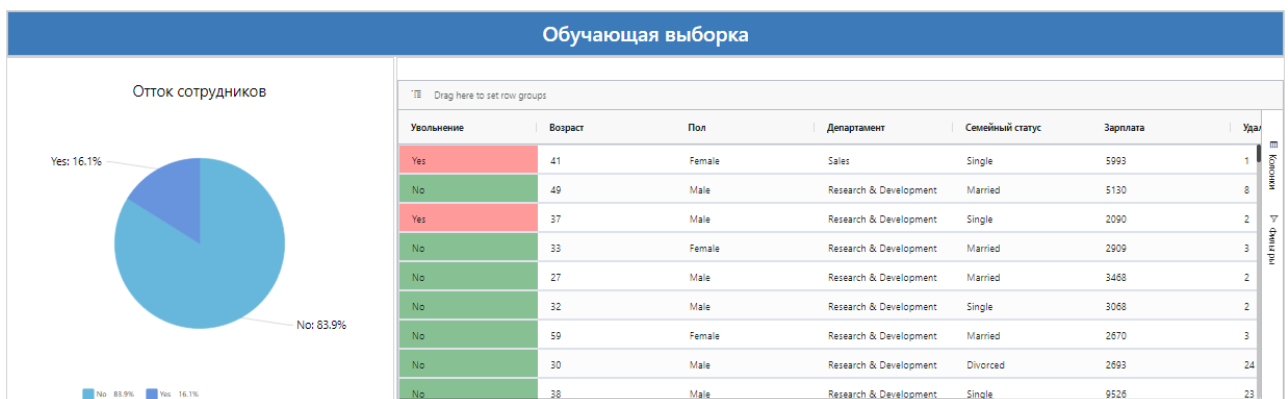 Обучающая выборка
Отток сотрудников
Yes: 16.1%
No: 83.9%
No 83.9% Yes 16.1%
Drag here to set row groups
Увольнение Возраст Пол Департамент Семейный статус Зарплата Удал
Yes 41 Female Sales Single 5993 1
No 49 Male Research & Development Married 5130 8
Yes 37 Male Research & Development Single 2090 2
No 33 Female Research & Development Married 2909 3
No 27 Male Research & Development Married 3468 2
No 32 Male Research & Development Single 3068 2
No 59 Female Research & Development Married 2670 3
No 30 Male Research & Development Divorced 2693 24
No 38 Male Research & Development Single 9526 23
Колонки
Фильтры